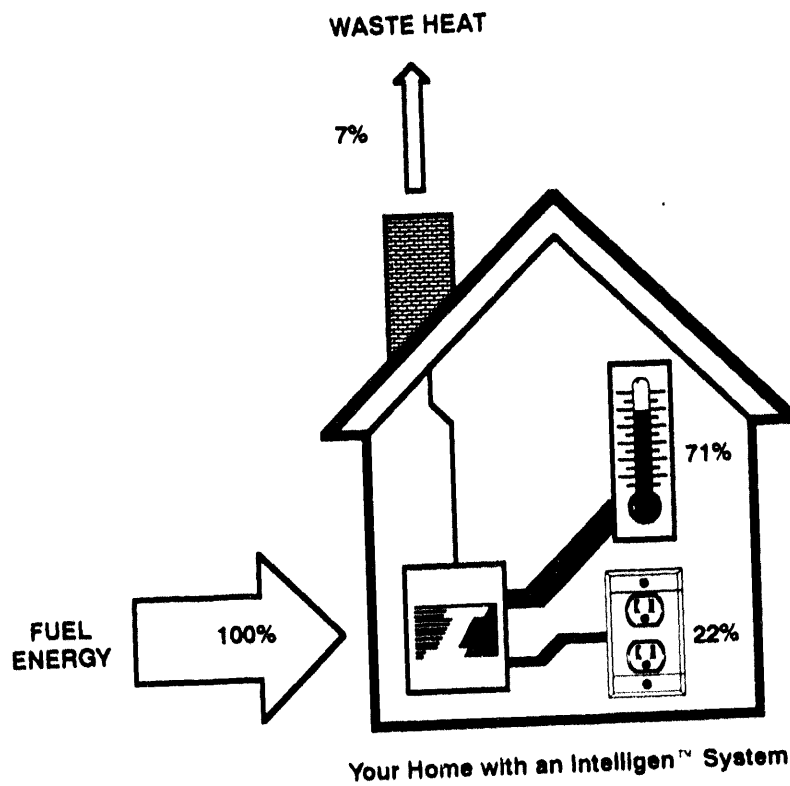 WASTE HEAT
7%
71%
FUEL
ENERGY
100%
22%
Your Home with an Intelligen™ System